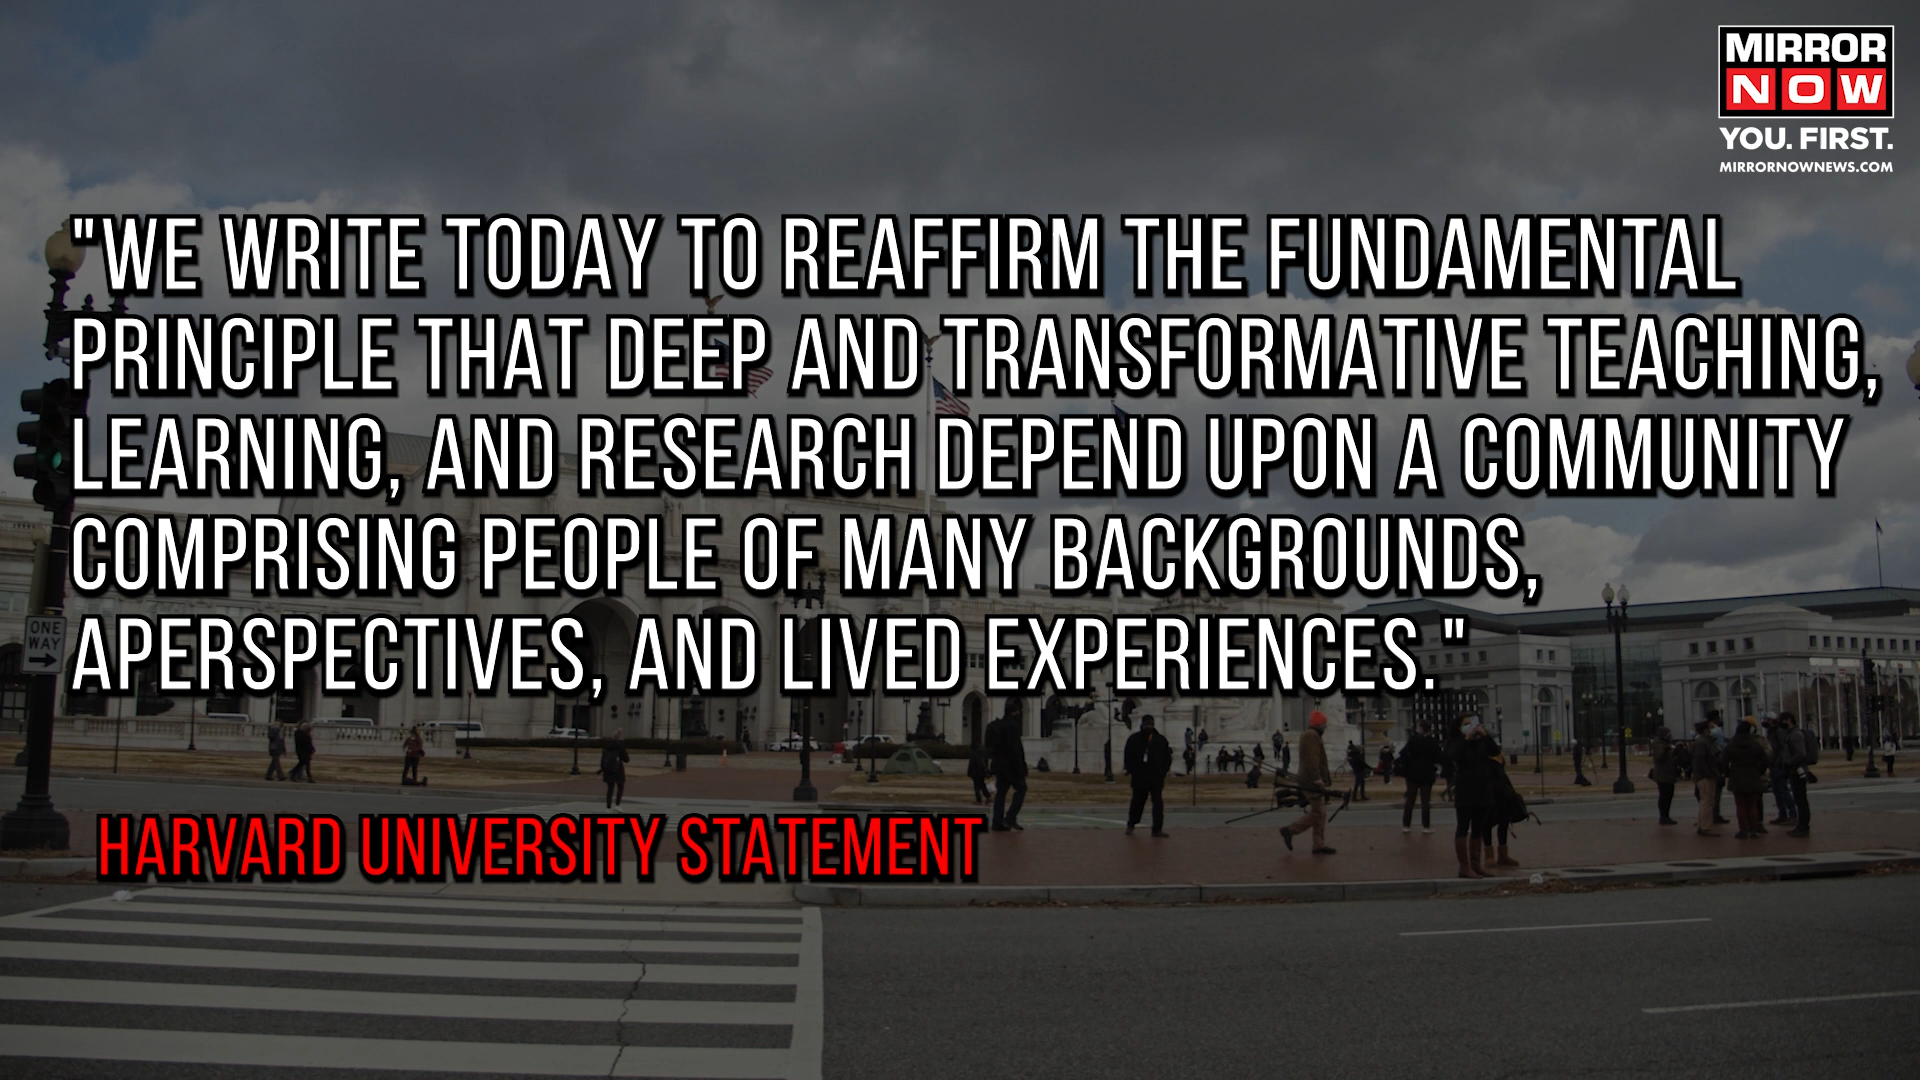 MIRROR
NOW
YOU. FIRST.
MIRRORNOWNEWS.COM
"WE WRITE TODAY TO REAFFIRM THE FUNDAMENTAL
PRINCIPLE THAT DEEP AND TRANSFORMATIVE TEACHING,
LEARNING, AND RESEARCH DEPEND UPON A COMMUNITY
COMPRISING PEOPLE OF MANY BACKGROUNDS,
APERSPECTIVES, AND LIVED EXPERIENCES."
ONE
WAY
HARVARD UNIVERSITY STATEMENT